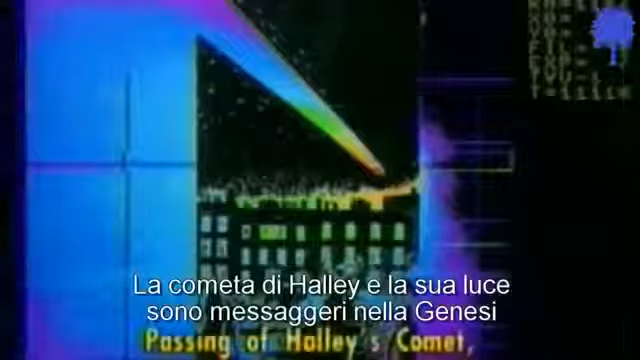 La cometa di Halley e la sua luce
sono messaggeri nella Genesi
Passing of Halley's Comet,